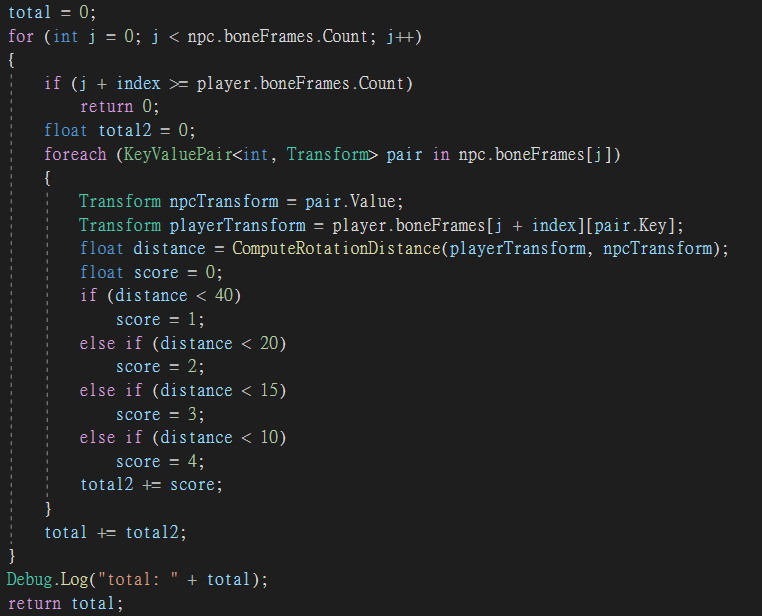 total = 0;
for (int j = 0; j < npc.boneFrames.Count; j++)
{
if (j + index >= player.boneFrames.Count)
return 0;
float total2 = 0;
foreach (KeyValuePair<int, Transform> pair in npc.boneFrames[j])
{
Transform npcTransform = pair.Value;
Transform playerTransform = player.boneFrames[j + index][pair.Key];
float distance = ComputeRotationDistance(playerTransform, npcTransform);
float score = 0;
if (distance < 40)
score = 1;
else if (distance < 20)
score = 2;
else if (distance < 15)
score = 3;
else if (distance < 10)
score = 4;
total2 += score;
}
total += total2;
}
Debug.Log("total: " + total);
return total;